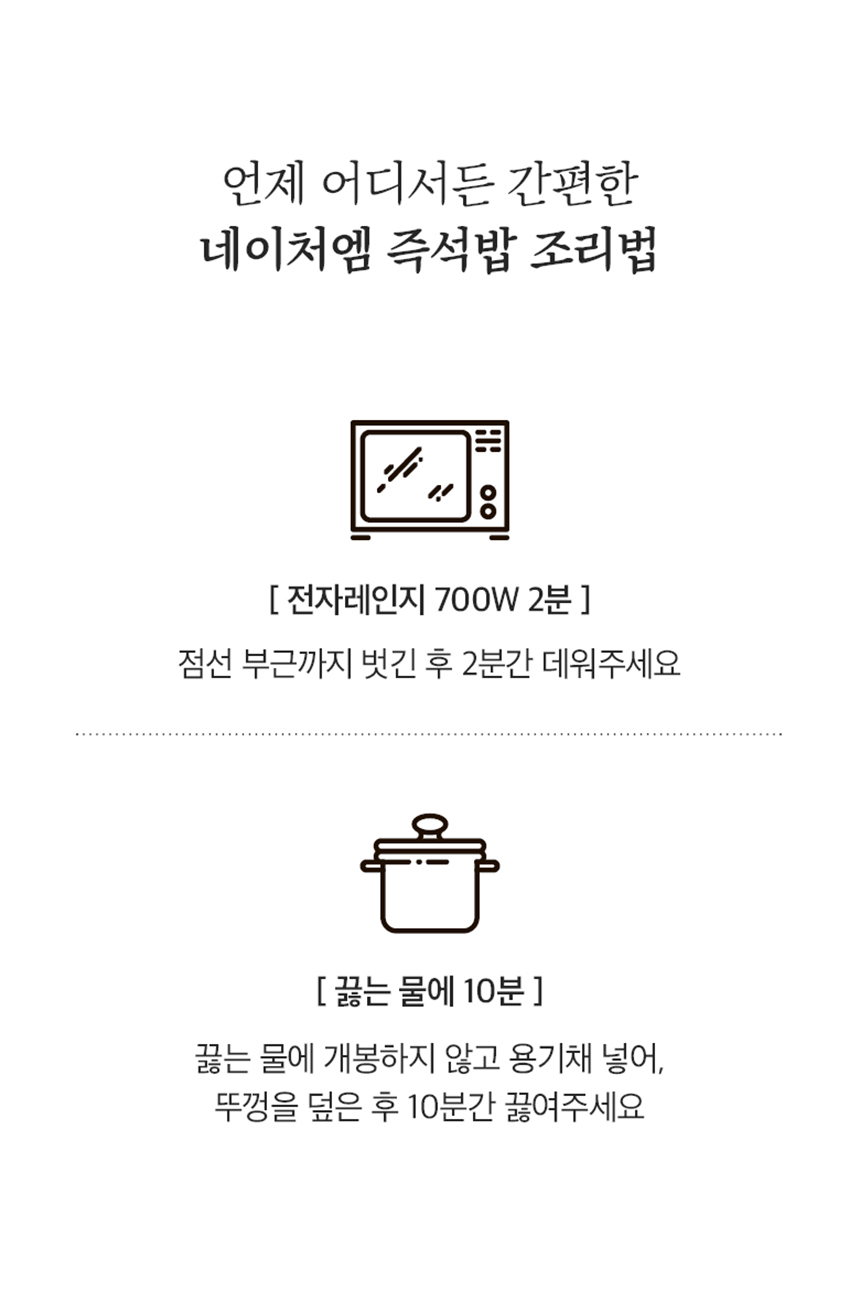 언제 어디서든 간편한
네이처엠 즉석밥 조리법
[ 전자레인지 700W 2분 ]
점선 부근까지 벗긴 후 2분간 데워주세요
[ 끓는 물에 10분 ]
끓는 물에 개봉하지 않고 용기채 넣어,
뚜껑을 덮은 후 10분간 끓여주세요